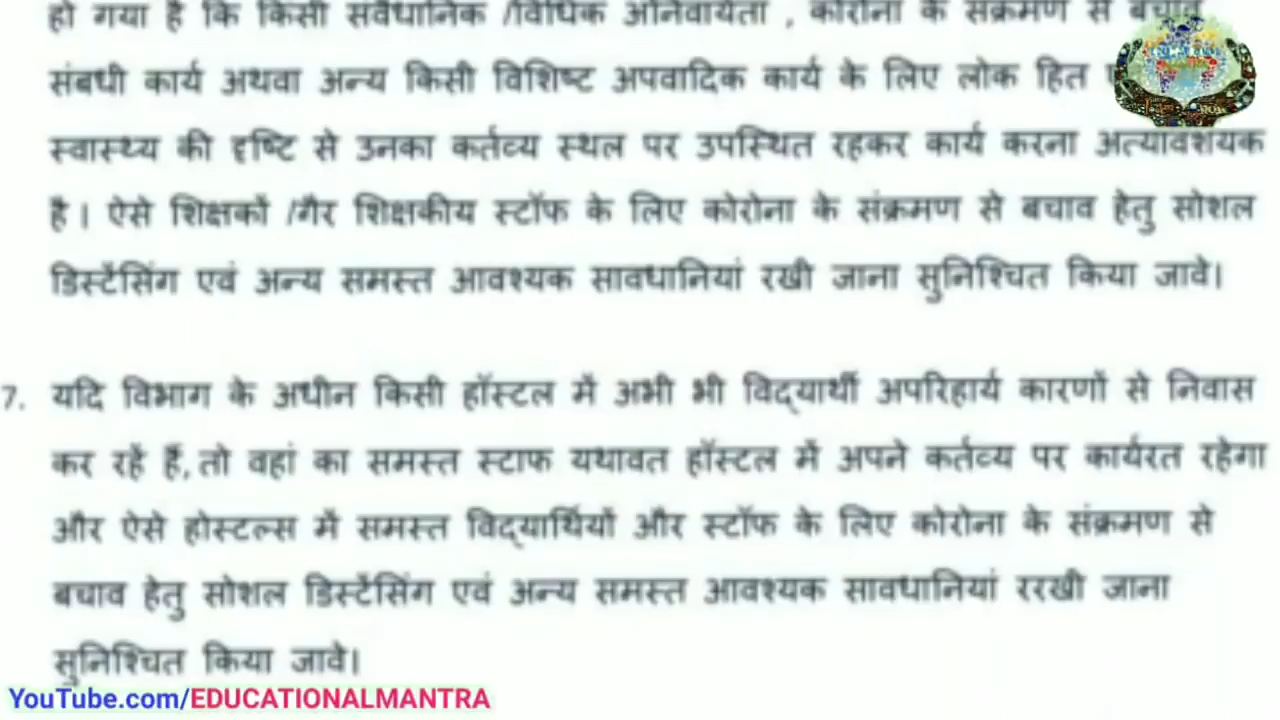 हो गया है कि किसी संवैधानिक /विधिक अनिवार्यता , कोरोना के संक्रमण से बचाव
संबधी कार्य अथवा अन्य किसी विशिष्ट अपवादिक कार्य के लिए लोक हित
स्वास्थ्य की दृष्टि से उनका कर्तव्य स्थल पर उपस्थित रहकर कार्य करना अत्यावशयक
है। ऐसे शिक्षकों /गैर शिक्षकीय स्टॉफ के लिए कोरोना के संक्रमण से बचाव हेतु सोशल
डिस्टेंसिंग एवं अन्य समस्त आवश्यक सावधानियां रखी जाना सुनिश्चित किया जावे।
7. यदि विभाग के अधीन किसी हॉस्टल में अभी भी विद्यार्थी अपरिहार्य कारणों से निवास
कर रहें हैं, तो वहां का समस्त स्टाफ यथावत हॉस्टल में अपने कर्तव्य पर कार्यरत रहेगा
और ऐसे होस्टल्स में समस्त विद्यार्थियों और स्टॉफ के लिए कोरोना के संक्रमण से
बचाव हेतु सोशल डिस्टेंसिंग एवं अन्य समस्त आवश्यक सावधानियां ररखी जाना
सुनिश्चित किया जावे।
YouTube.com/EDUCATIONALMANTRA